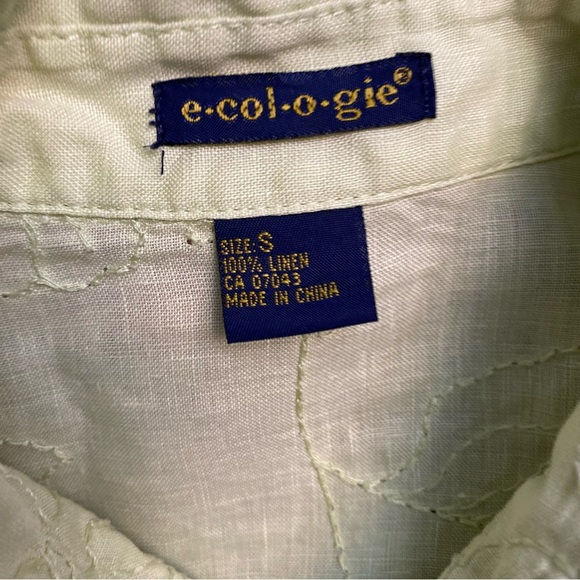 e·col·o·gie®
SIZE: S
100% LINEN
CA 07043
MADE IN CHINA